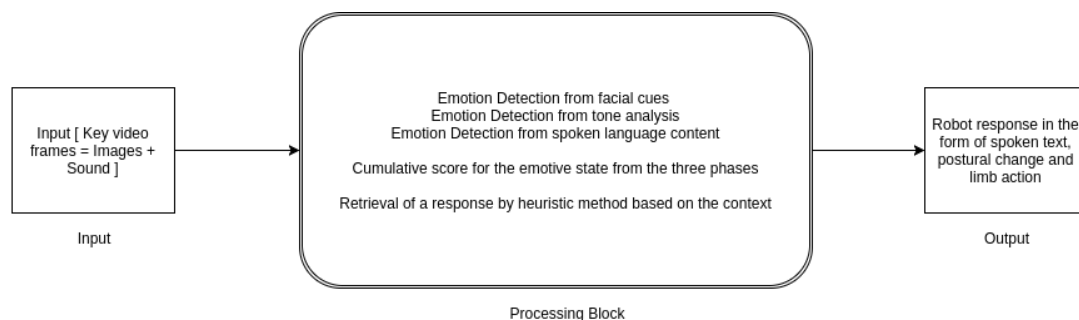 Input [ Key video
frames = Images +
Sound ]
Input
Emotion Detection from facial cues
Emotion Detection from tone analysis
Emotion Detection from spoken language content
Cumulative score for the emotive state from the three phases
Retrieval of a response by heuristic method based on the context
Processing Block
Robot response in the
form of spoken text,
postural change and
limb action
Output